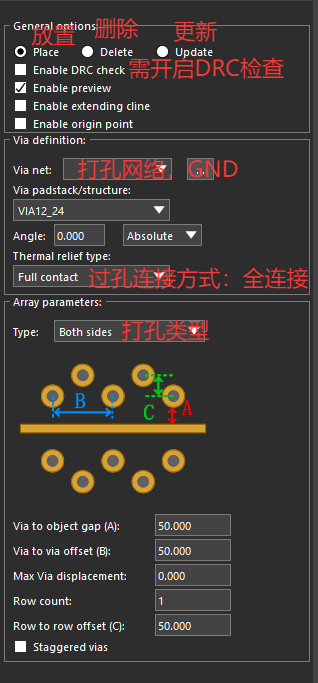 General options:
放置 删除 更新
Place Delete Update
Enable DRC check 需开启DRC检查
Enable preview
Enable extending cline
Enable origin point
Via definition:
Via net: 打孔网络，GND ...
Via padstack/structure:
VIA12_24
Angle: 0.000 Absolute
Thermal relief type:
Full contact 过孔连接方式：全连接
Array parameters:
Type: Both sides 打孔类型
B
C
A
Via to object gap (A): 50.000
Via to via offset (B): 50.000
Max Via displacement: 0.000
Row count: 1
Row to row offset (C): 50.000
Staggered vias